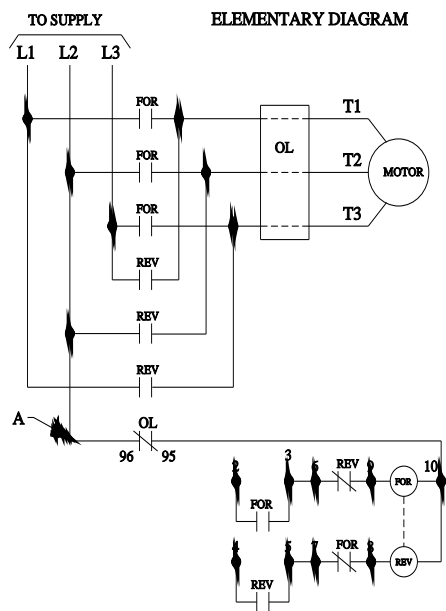 TO SUPPLY ELEMENTARY DIAGRAM
L1 L2 L3
FOR T1
OL
FOR T2 MOTOR
FOR T3
REV
REV
REV
A OL
96 95
2 3 6 REV 9 FOR 10
FOR
4 5 7 FOR 8 REV
REV